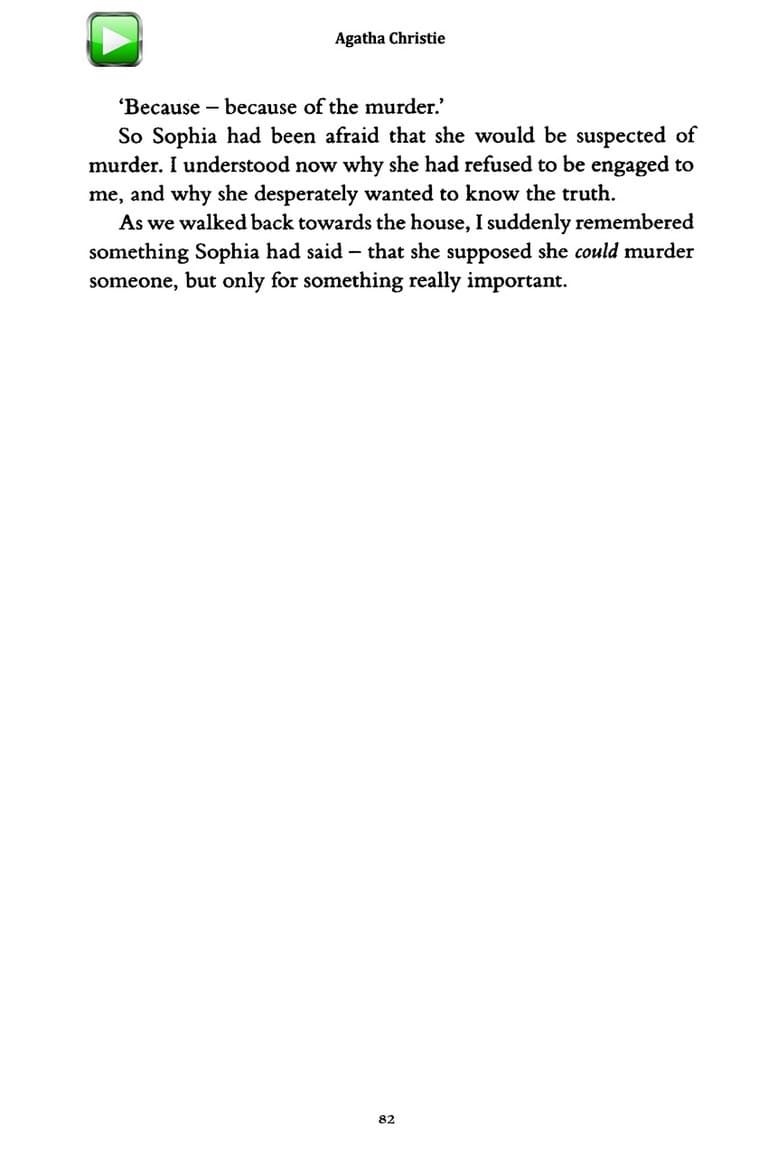 Agatha Christie
‘Because – because of the murder.’
So Sophia had been afraid that she would be suspected of
murder. I understood now why she had refused to be engaged to
me, and why she desperately wanted to know the truth.
As we walked back towards the house, I suddenly remembered
something Sophia had said – that she supposed she could murder
someone, but only for something really important.
82